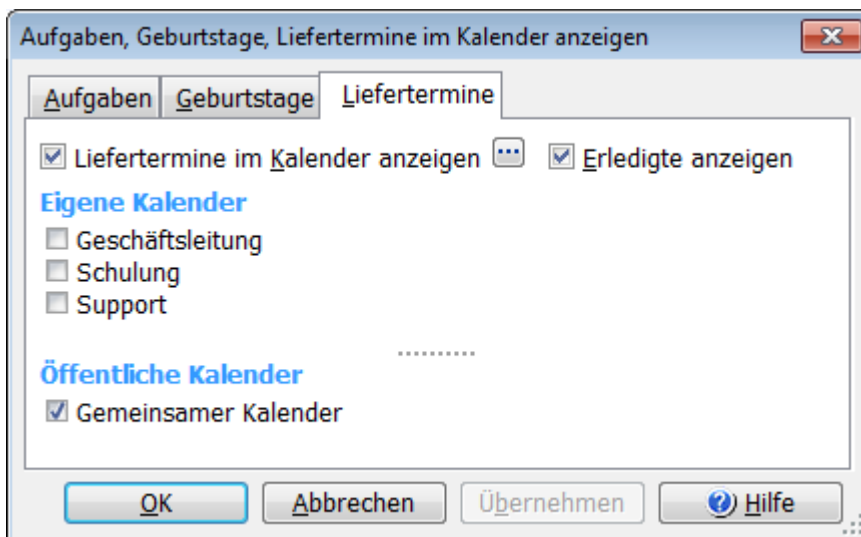 Aufgaben, Geburtstage, Liefertermine im Kalender anzeigen
Aufgaben Geburtstage Liefertermine
Liefertermine im Kalender anzeigen ... Erledigte anzeigen
Eigene Kalender
Geschäftsleitung
Schulung
Support
Öffentliche Kalender
Gemeinsamer Kalender
OK Abbrechen Übernehmen Hilfe